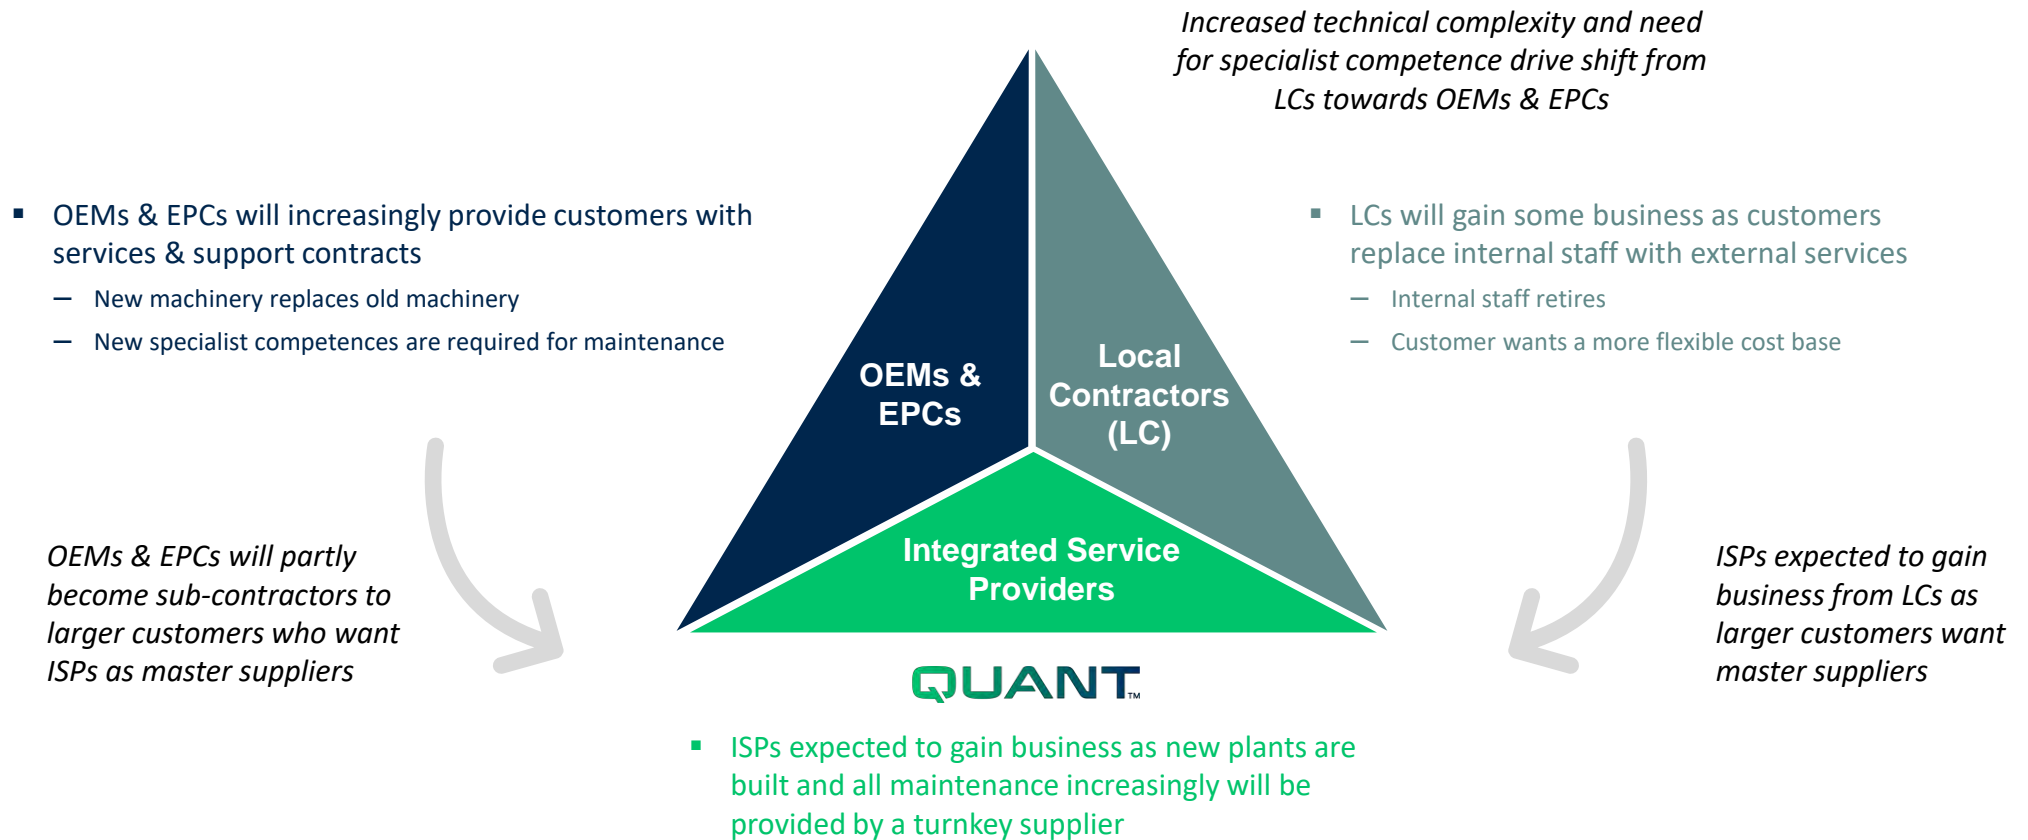 Increased technical complexity and need
for specialist competence drive shift from
LCs towards OEMs & EPCs
▪ OEMs & EPCs will increasingly provide customers with
services & support contracts
– New machinery replaces old machinery
– New specialist competences are required for maintenance
▪ LCs will gain some business as customers
replace internal staff with external services
– Internal staff retires
– Customer wants a more flexible cost base
OEMs &
EPCs
Local
Contractors
(LC)
Integrated Service
Providers
OEMs & EPCs will partly
become sub-contractors to
larger customers who want
ISPs as master suppliers
ISPs expected to gain
business from LCs as
larger customers want
master suppliers
QUANT™
▪ ISPs expected to gain business as new plants are
built and all maintenance increasingly will be
provided by a turnkey supplier